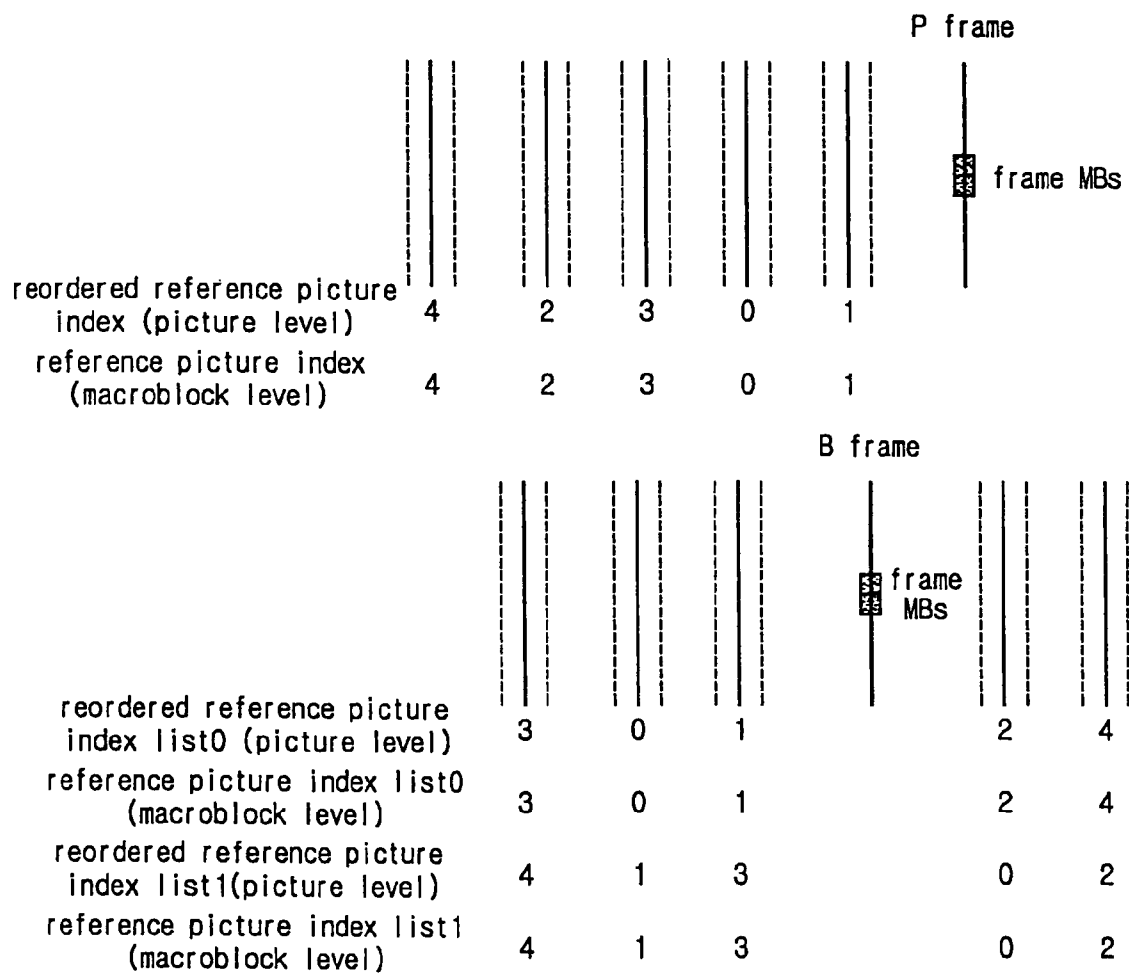 P frame
frame MBs
reordered reference picture
index (picture level) 4 2 3 0 1
reference picture index
(macroblock level) 4 2 3 0 1
B frame
frame
MBs
reordered reference picture
index list0 (picture level) 3 0 1 2 4
reference picture index list0
(macroblock level) 3 0 1 2 4
reordered reference picture
index list1(picture level) 4 1 3 0 2
reference picture index list1
(macroblock level) 4 1 3 0 2